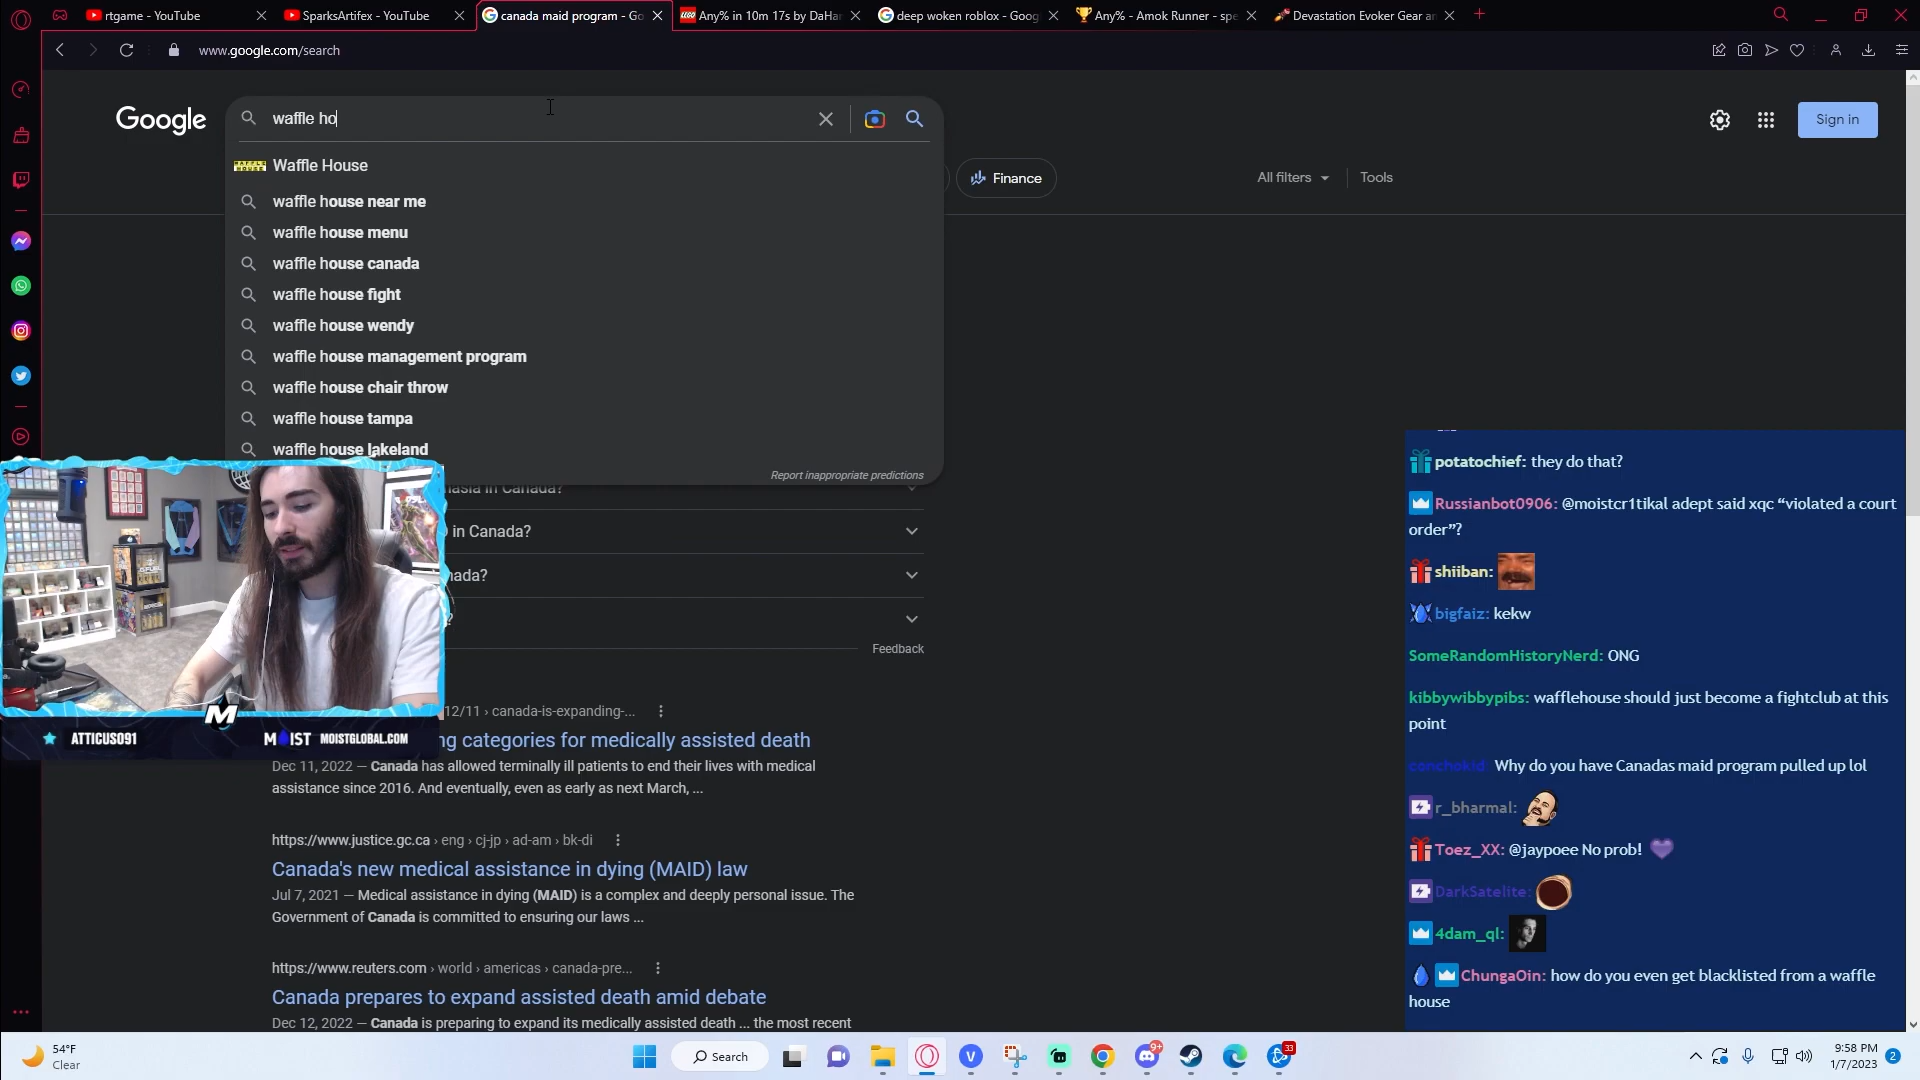 rtgame - YouTube
SparksArtifex - YouTube
canada maid program - Go
Any% in 10m 17s by DaHar
deep woken roblox - Goog
Any% - Amok Runner - spe
Devastation Evoker Gear an
www.google.com/search
Google
waffle ho
Sign in
Waffle House
waffle house near me
waffle house menu
waffle house canada
waffle house fight
waffle house wendy
waffle house management program
waffle house chair throw
waffle house tampa
waffle house lakeland
Report inappropriate predictions
Finance
All filters
Tools
in Canada?
in Canada?
nada?
?
Feedback
12/11 › canada-is-expanding-...
ng categories for medically assisted death
Dec 11, 2022 — Canada has allowed terminally ill patients to end their lives with medical
assistance since 2016. And eventually, even as early as next March, ...
https://www.justice.gc.ca › eng › cj-jp › ad-am › bk-di
Canada's new medical assistance in dying (MAID) law
Jul 7, 2021 — Medical assistance in dying (MAID) is a complex and deeply personal issue. The
Government of Canada is committed to ensuring our laws ...
https://www.reuters.com › world › americas › canada-pre...
Canada prepares to expand assisted death amid debate
Dec 12, 2022 — Canada is preparing to expand its medically assisted death ... the most recent
M
ATTICUS091
MOIST
MOISTGLOBAL.COM
potatochief: they do that?
Russianbot0906: @moistcr1tikal adept said xqc “violated a court
order”?
shiiban:
bigfaiz: kekw
SomeRandomHistoryNerd: ONG
kibbywibbypibs: wafflehouse should just become a fightclub at this
point
conchokid: Why do you have Canadas maid program pulled up lol
r_bharmal:
Toez_XX: @jaypoee No prob!
DarkSatelite:
4dam_ql:
ChungaOin: how do you even get blacklisted from a waffle
house
54°F
Clear
Search
9+
33
9:58 PM
1/7/2023
2